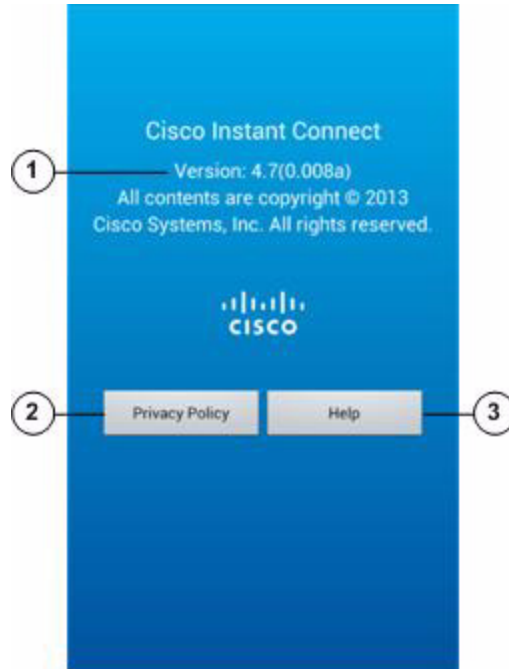 Cisco Instant Connect
1
Version: 4.7(0.008a)
All contents are copyright © 2013
Cisco Systems, Inc. All rights reserved.
CISCO
2
Privacy Policy
Help
3